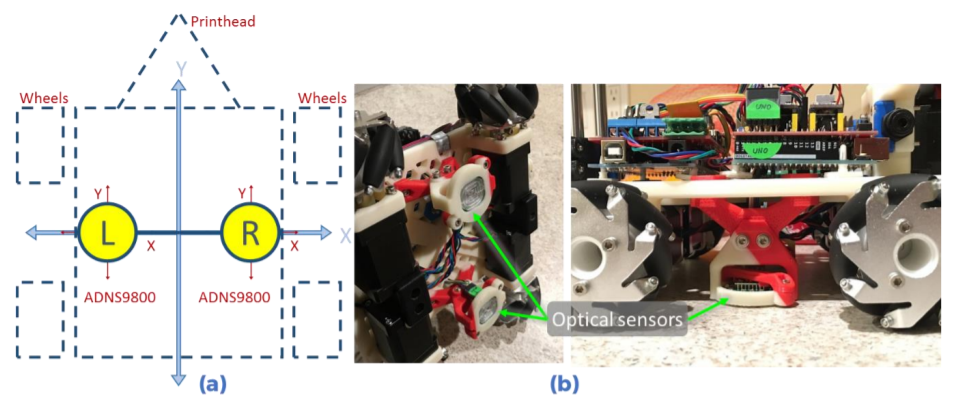 Printhead
Y
Wheels
Wheels
Y
Y
L
R
X
X
X
ADNS9800
ADNS9800
(a)
UNO
UNO
Optical sensors
(b)